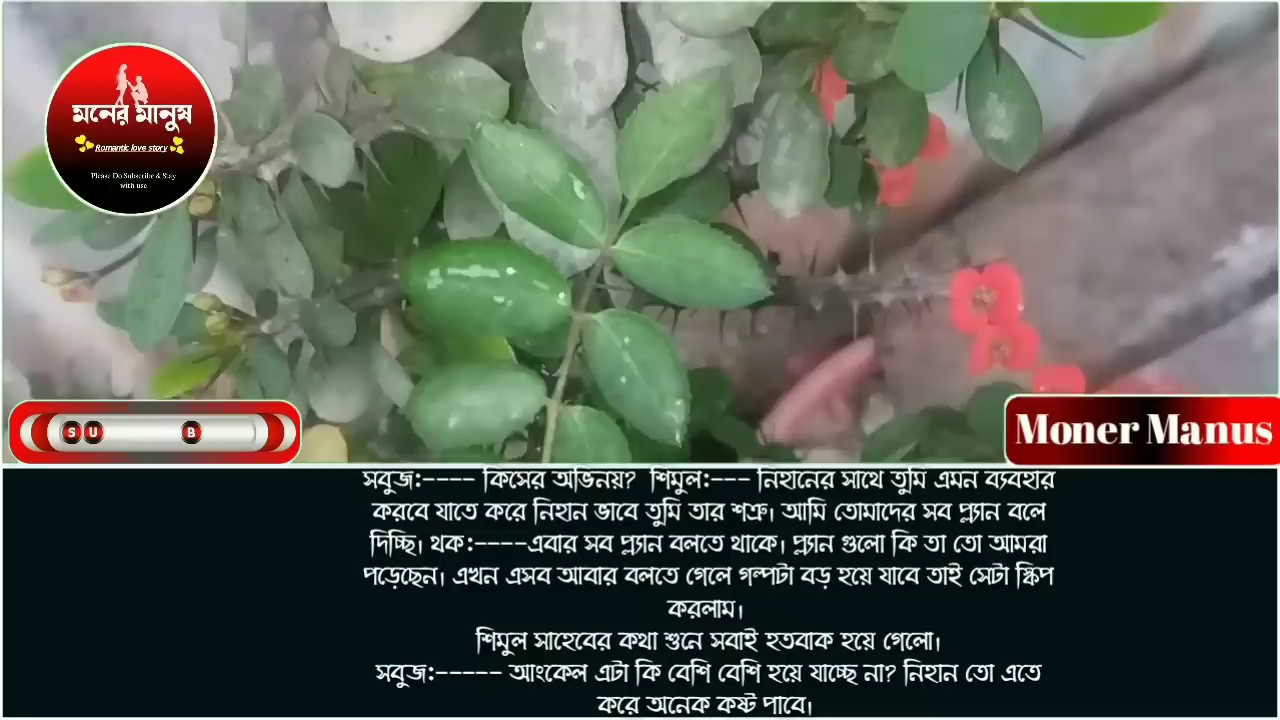 মনের মানুষ
Romantic love story
Please Do Subscribe & Stay
with use
S U B
Moner Manus
সবুজ:---- কিসের অভিনয়? শিমুল:--- নিহানের সাথে তুমি এমন ব্যবহার
করবে যাতে করে নিহান ভাবে তুমি তার শত্রু। আমি তোমাদের সব প্ল্যান বলে
দিচ্ছি। থক:----এবার সব প্ল্যান বলতে থাকে। প্ল্যান গুলো কি তা তো আমরা
পড়েছেন। এখন এসব আবার বলতে গেলে গল্পটা বড় হয়ে যাবে তাই সেটা স্কিপ
করলাম।
শিমুল সাহেবের কথা শুনে সবাই হতবাক হয়ে গেলো।
সবুজ:----- আংকেল এটা কি বেশি বেশি হয়ে যাচ্ছে না? নিহান তো এতে
করে অনেক কষ্ট পাবে।